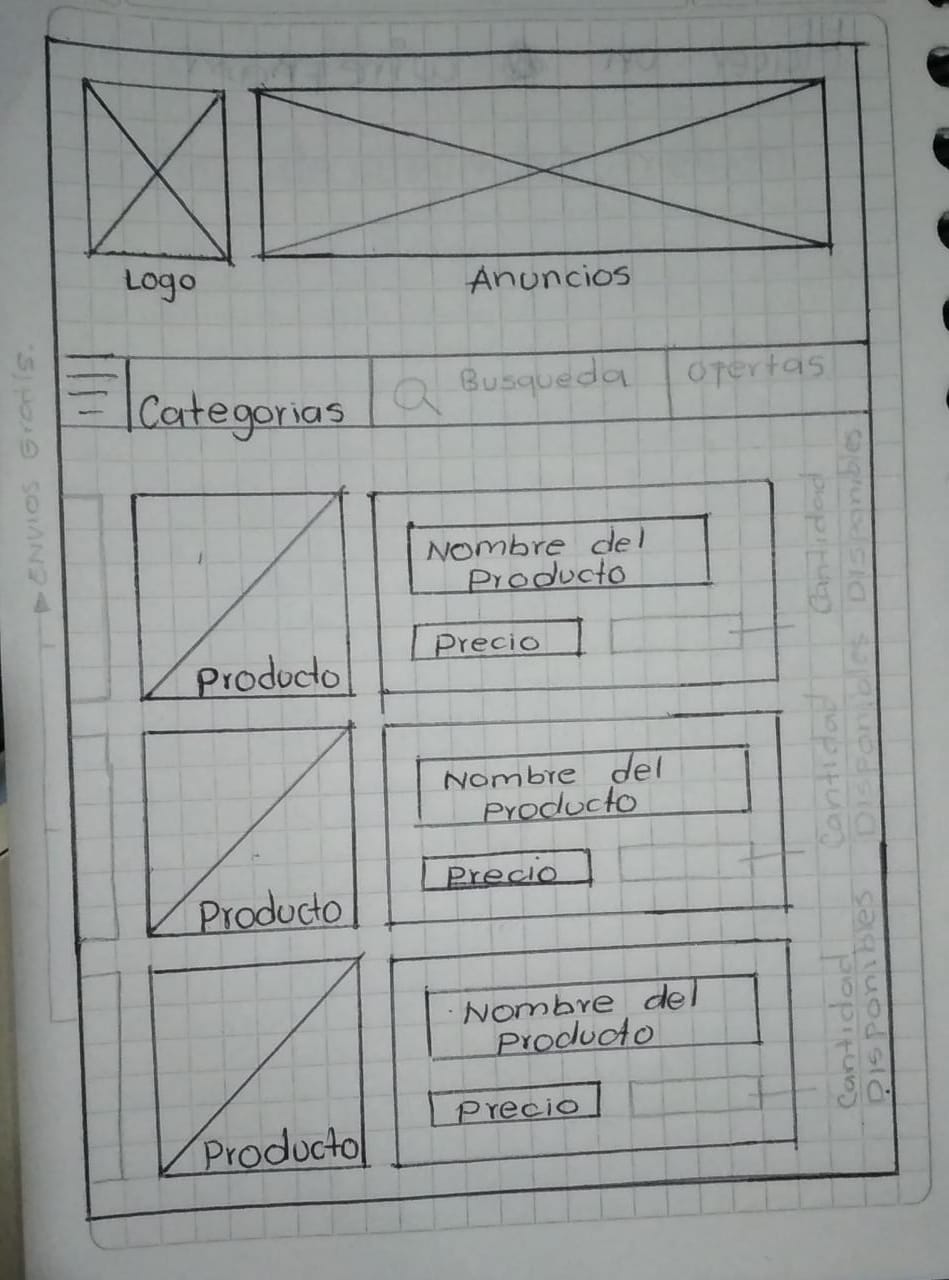 Logo
Anuncios
Categorias
Busqueda
Ofertas
ENVIOS Gratis.
Producto
Nombre del
Producto
Precio
Cantidad
Disponibles
Producto
Nombre del
Producto
Precio
Cantidad
Disponibles
Producto
Nombre del
Producto
Precio
Cantidad
Disponibles